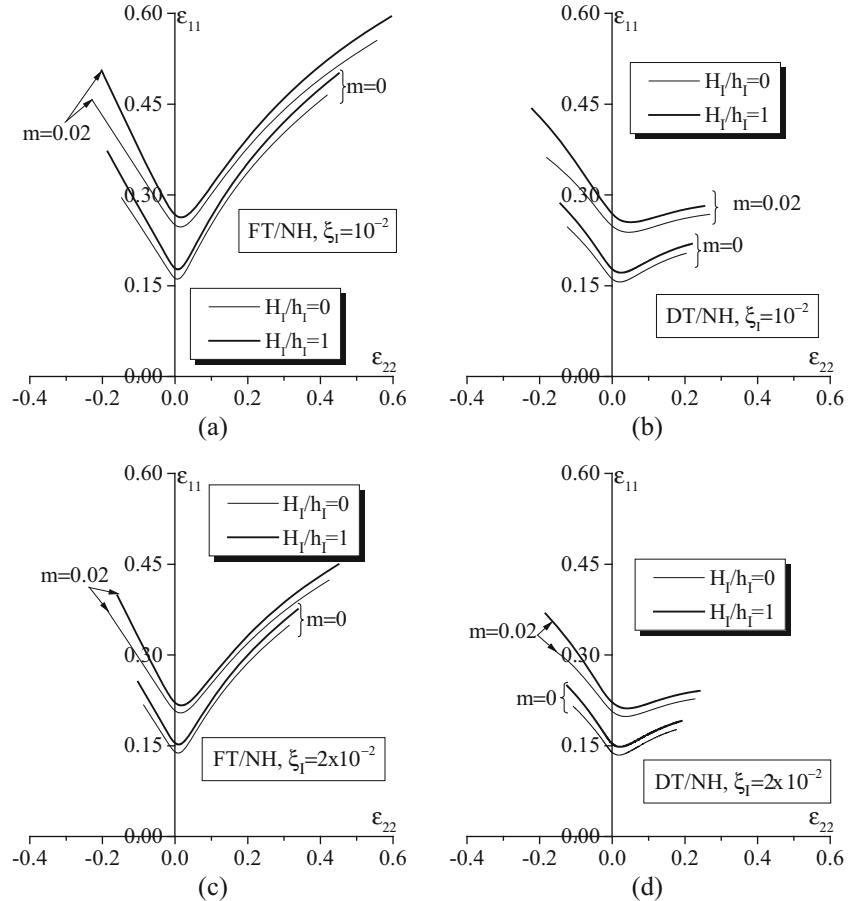 0.60
ε11
0.45
m=0.02
}m=0
0.30
FT/NH, ξI=10⁻²
0.15
HI/hI=0
HI/hI=1
0,00
ε22
-0.4
-0.2
0.0
0.2
0.4
0.6
(a)
0.60
ε11
HI/hI=0
HI/hI=1
0.45
0.30
}m=0.02
}m=0
0.15
DT/NH, ξI=10⁻²
0,00
ε22
-0.4
-0.2
0.0
0.2
0.4
0.6
(b)
0.60
ε11
HI/hI=0
HI/hI=1
0.45
m=0.02
}m=0
0.30
0.15
FT/NH, ξI=2x10⁻²
0,00
ε22
-0.4
-0.2
0.0
0.2
0.4
0.6
(c)
0.60
ε11
0.45
HI/hI=0
HI/hI=1
m=0.02
0.30
m=0{
0.15
DT/NH, ξI=2x10⁻²
0,00
ε22
-0.4
-0.2
0.0
0.2
0.4
0.6
(d)